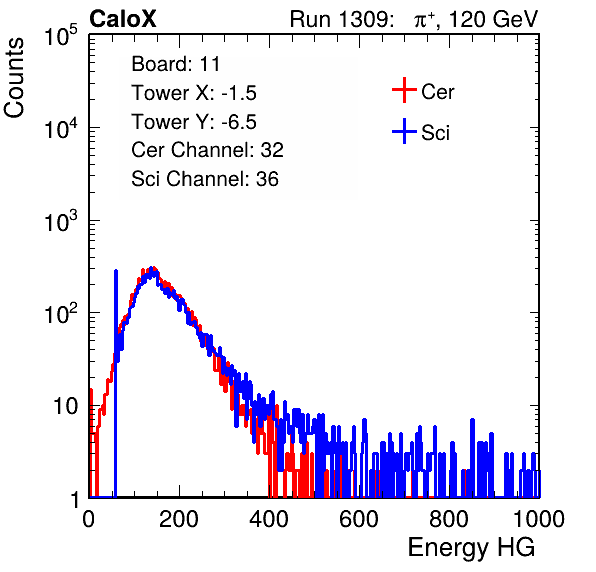 CaloX Run 1309: π⁺, 120 GeV
Counts
10⁵
10⁴
10³
10²
10
1
Board: 11
Tower X: -1.5
Tower Y: -6.5
Cer Channel: 32
Sci Channel: 36
Cer
Sci
0 200 400 600 800 1000
Energy HG